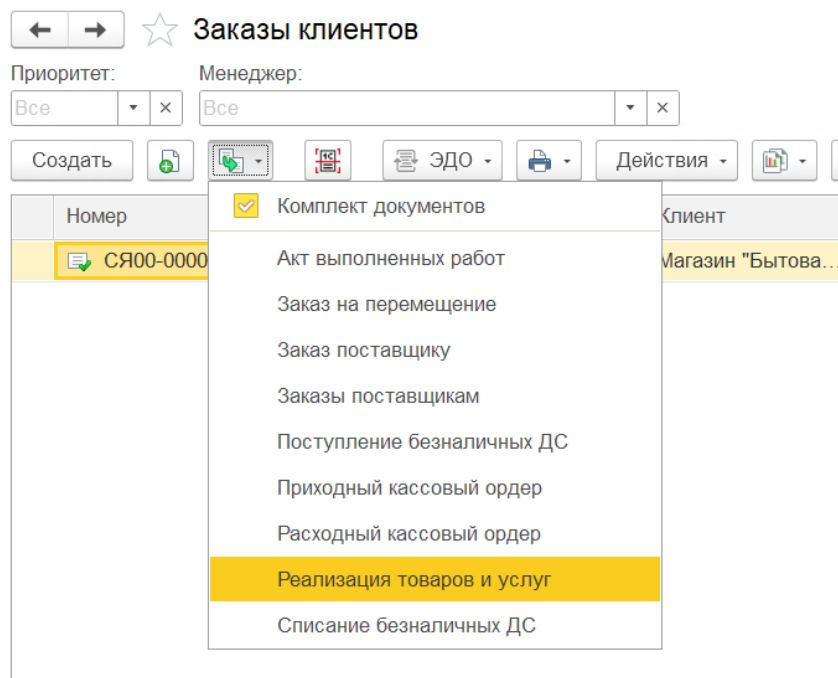 Заказы клиентов
Приоритет: Менеджер:
Все Все
Создать ЭДО Действия
Комплект документов
Номер Клиент
СЯ00-0000 Магазин "Бытова...
Акт выполненных работ
Заказ на перемещение
Заказ поставщику
Заказы поставщикам
Поступление безналичных ДС
Приходный кассовый ордер
Расходный кассовый ордер
Реализация товаров и услуг
Списание безналичных ДС